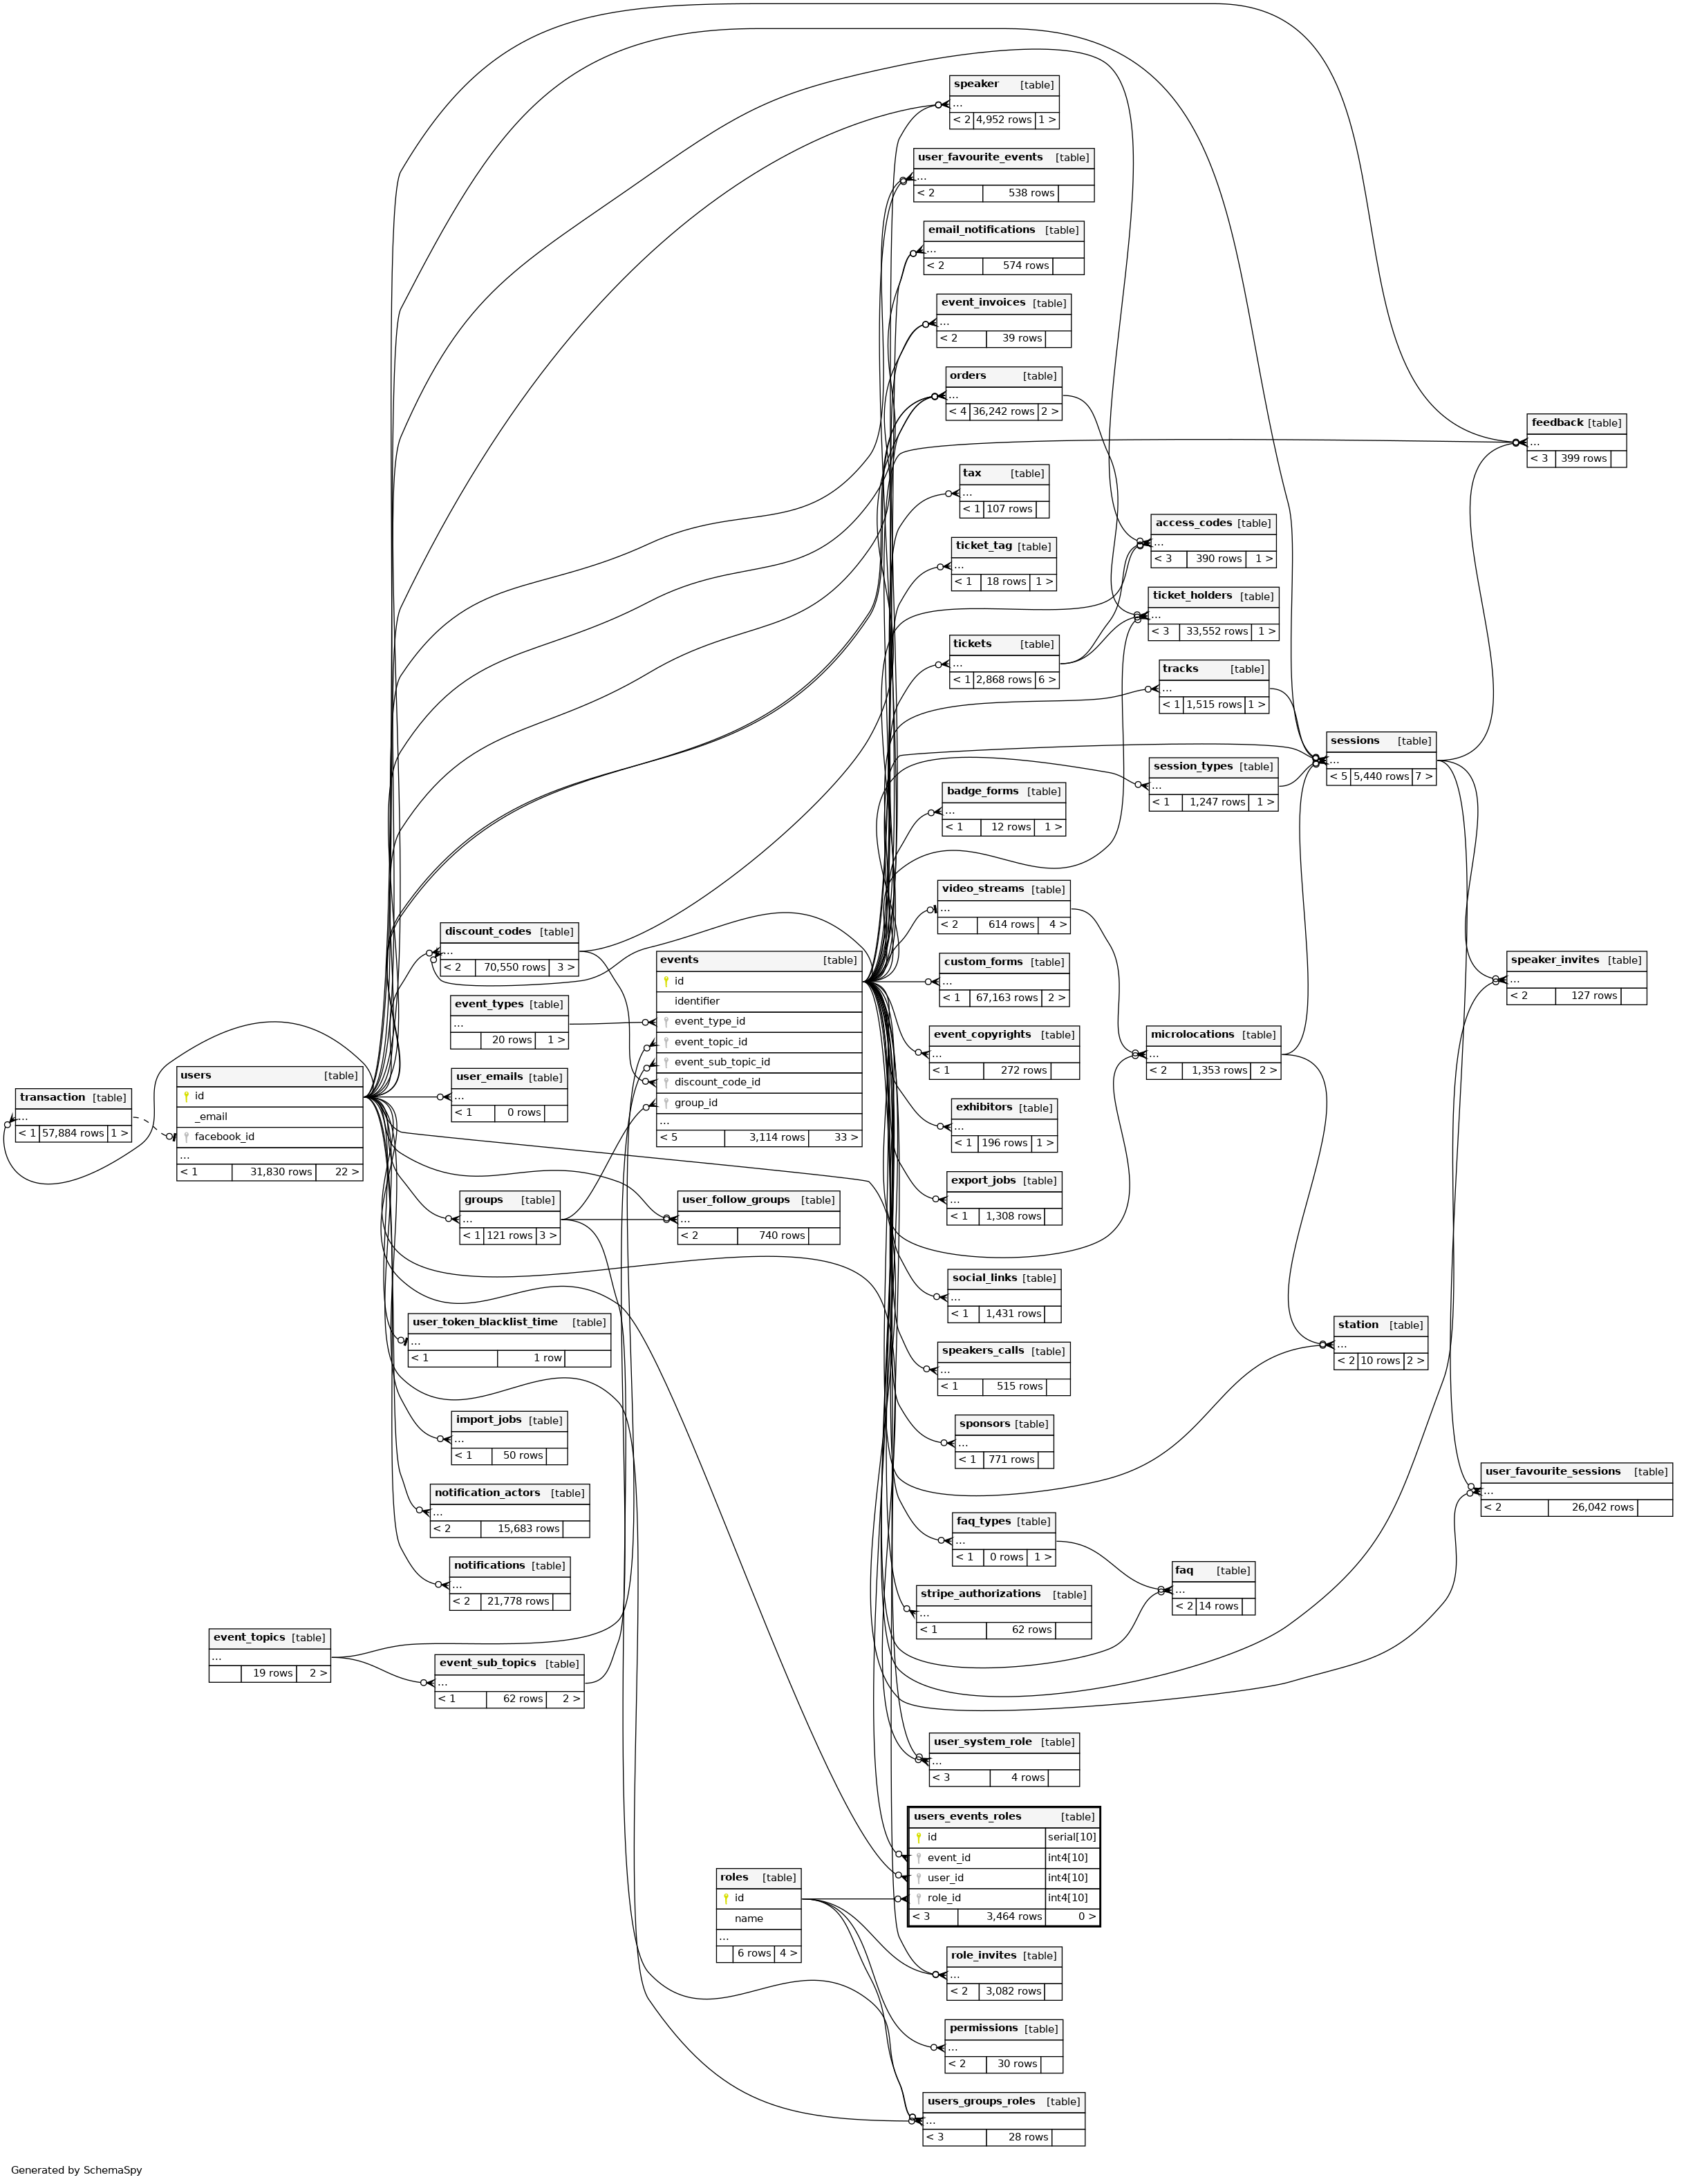 speaker [table]
...
< 2 4,952 rows 1 >
user_favourite_events [table]
...
< 2 538 rows
email_notifications [table]
...
< 2 574 rows
event_invoices [table]
...
< 2 39 rows
orders [table]
...
< 4 36,242 rows 2 >
feedback [table]
...
< 3 399 rows
tax [table]
...
< 1 107 rows
access_codes [table]
...
< 3 390 rows 1 >
ticket_tag [table]
...
< 1 18 rows 1 >
ticket_holders [table]
...
< 3 33,552 rows 1 >
tickets [table]
...
< 1 2,868 rows 6 >
tracks [table]
...
< 1 1,515 rows 1 >
sessions [table]
...
< 5 5,440 rows 7 >
session_types [table]
...
< 1 1,247 rows 1 >
badge_forms [table]
...
< 1 12 rows 1 >
video_streams [table]
...
< 2 614 rows 4 >
discount_codes [table]
...
< 2 70,550 rows 3 >
events [table]
id
identifier
event_type_id
event_topic_id
event_sub_topic_id
discount_code_id
group_id
...
< 5 3,114 rows 33 >
custom_forms [table]
...
< 1 67,163 rows 2 >
speaker_invites [table]
...
< 2 127 rows
event_types [table]
...
20 rows 1 >
event_copyrights [table]
...
< 1 272 rows
microlocations [table]
...
< 2 1,353 rows 2 >
users [table]
id
_email
facebook_id
...
< 1 31,830 rows 22 >
user_emails [table]
...
< 1 0 rows
transaction [table]
...
< 1 57,884 rows 1 >
exhibitors [table]
...
< 1 196 rows 1 >
export_jobs [table]
...
< 1 1,308 rows
groups [table]
...
< 1 121 rows 3 >
user_follow_groups [table]
...
< 2 740 rows
social_links [table]
...
< 1 1,431 rows
user_token_blacklist_time [table]
...
< 1 1 row
station [table]
...
< 2 10 rows 2 >
speakers_calls [table]
...
< 1 515 rows
import_jobs [table]
...
< 1 50 rows
sponsors [table]
...
< 1 771 rows
user_favourite_sessions [table]
...
< 2 26,042 rows
notification_actors [table]
...
< 2 15,683 rows
faq_types [table]
...
< 1 0 rows 1 >
notifications [table]
...
< 2 21,778 rows
faq [table]
...
< 2 14 rows
stripe_authorizations [table]
...
< 1 62 rows
event_topics [table]
...
19 rows 2 >
event_sub_topics [table]
...
< 1 62 rows 2 >
user_system_role [table]
...
< 3 4 rows
users_events_roles [table]
id serial[10]
event_id int4[10]
user_id int4[10]
role_id int4[10]
< 3 3,464 rows 0 >
roles [table]
id
name
...
6 rows 4 >
role_invites [table]
...
< 2 3,082 rows
permissions [table]
...
< 2 30 rows
users_groups_roles [table]
...
< 3 28 rows
Generated by SchemaSpy